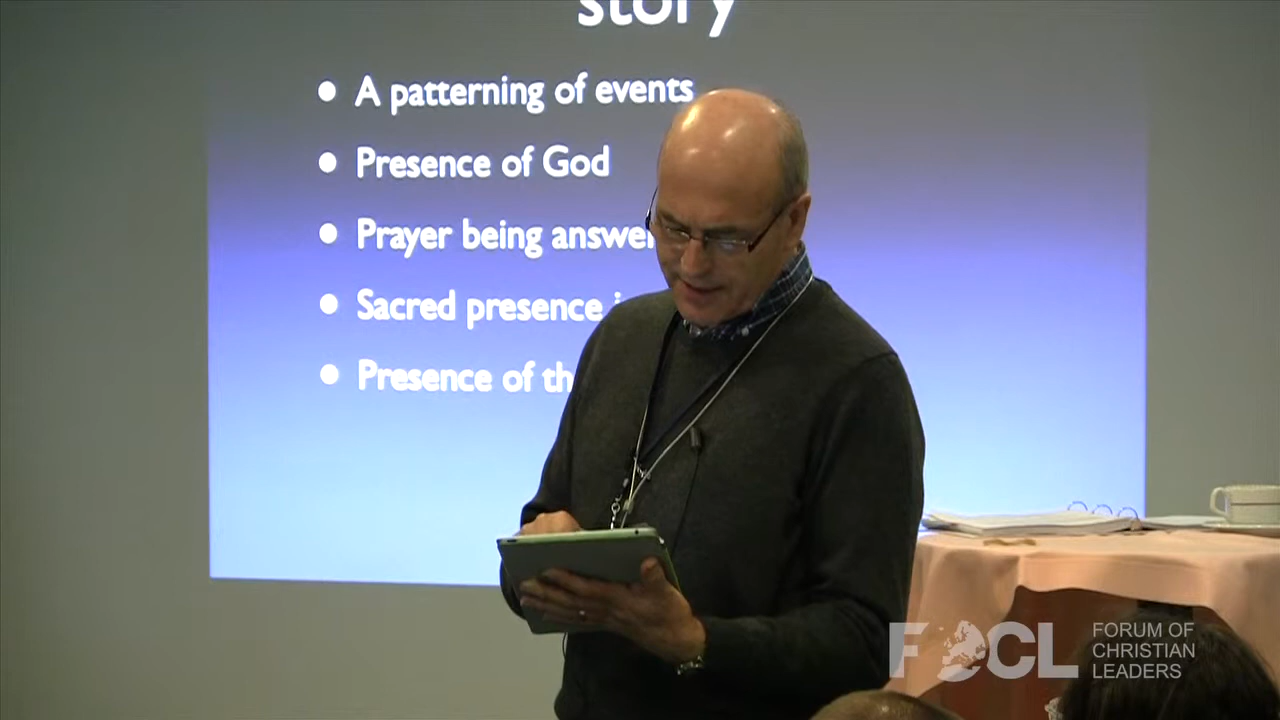 story
• A patterning of events
• Presence of God
• Prayer being
• Sacred presence
• Presence of
FOCL
FORUM OF
CHRISTIAN
LEADERS